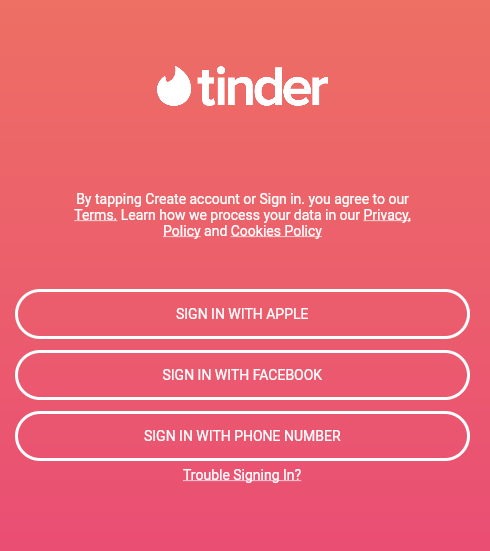 tinder
By tapping Create account or Sign in. you agree to our
Terms. Learn how we process your data in our Privacy,
Policy and Cookies Policy
SIGN IN WITH APPLE
SIGN IN WITH FACEBOOK
SIGN IN WITH PHONE NUMBER
Trouble Signing In?